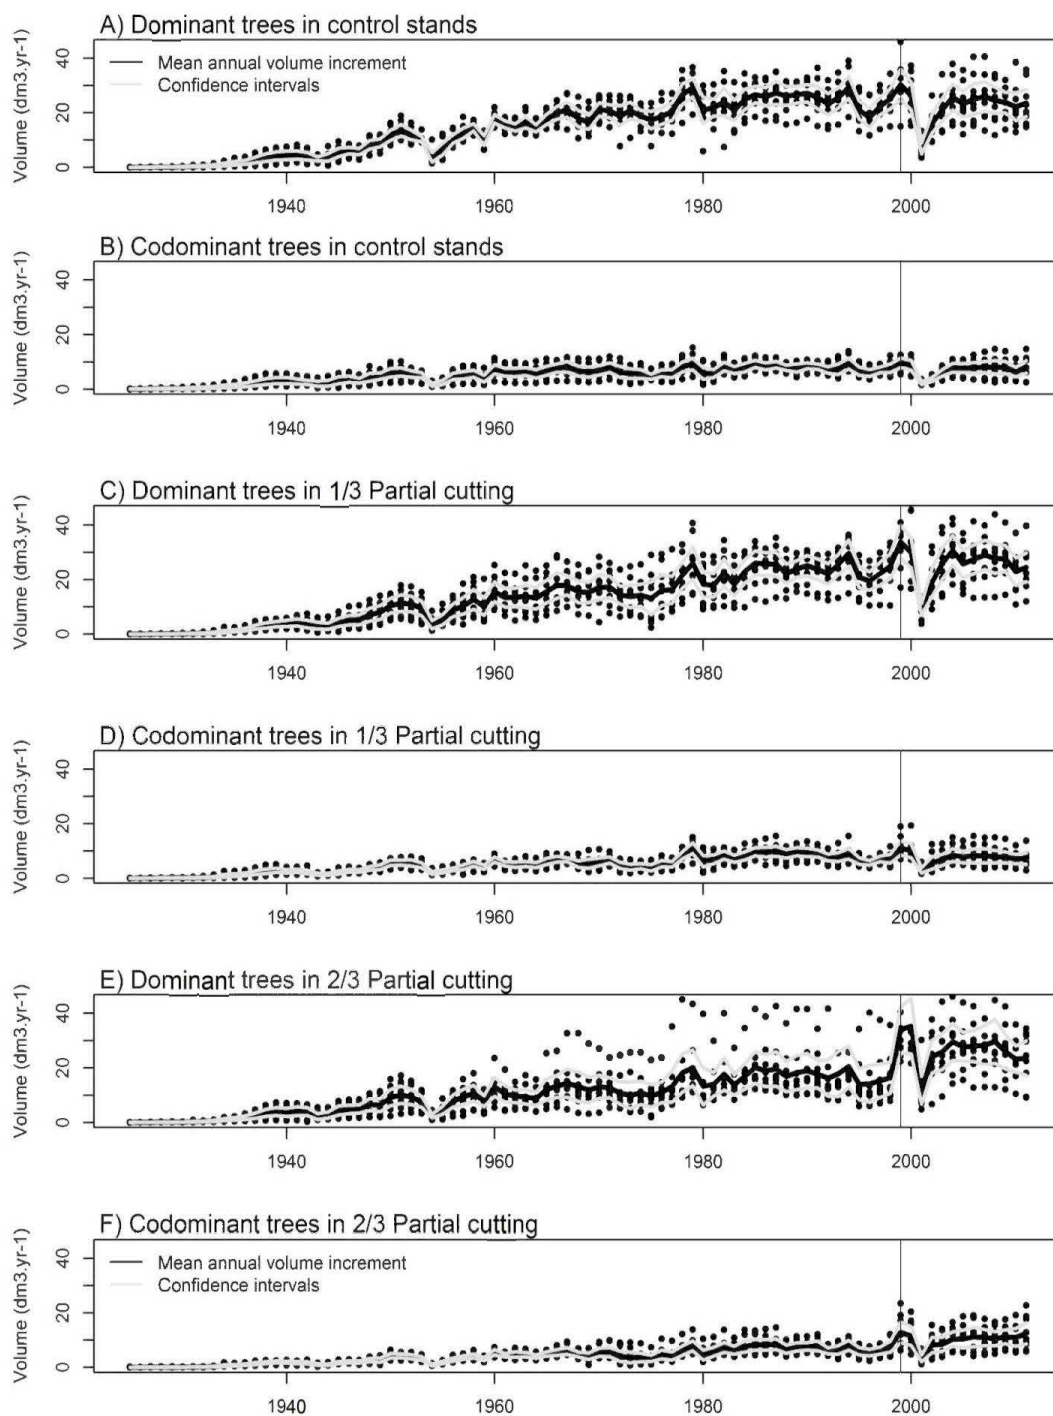 A) Dominant trees in control stands
Volume (dm3.yr-1)
40
20
0
Mean annual volume increment
Confidence intervals
1940 1960 1980 2000
B) Codominant trees in control stands
Volume (dm3.yr-1)
40
20
0
1940 1960 1980 2000
C) Dominant trees in 1/3 Partial cutting
Volume (dm3.yr-1)
40
20
0
1940 1960 1980 2000
D) Codominant trees in 1/3 Partial cutting
Volume (dm3.yr-1)
40
20
0
1940 1960 1980 2000
E) Dominant trees in 2/3 Partial cutting
Volume (dm3.yr-1)
40
20
0
1940 1960 1980 2000
F) Codominant trees in 2/3 Partial cutting
Volume (dm3.yr-1)
40
20
0
Mean annual volume increment
Confidence intervals
1940 1960 1980 2000